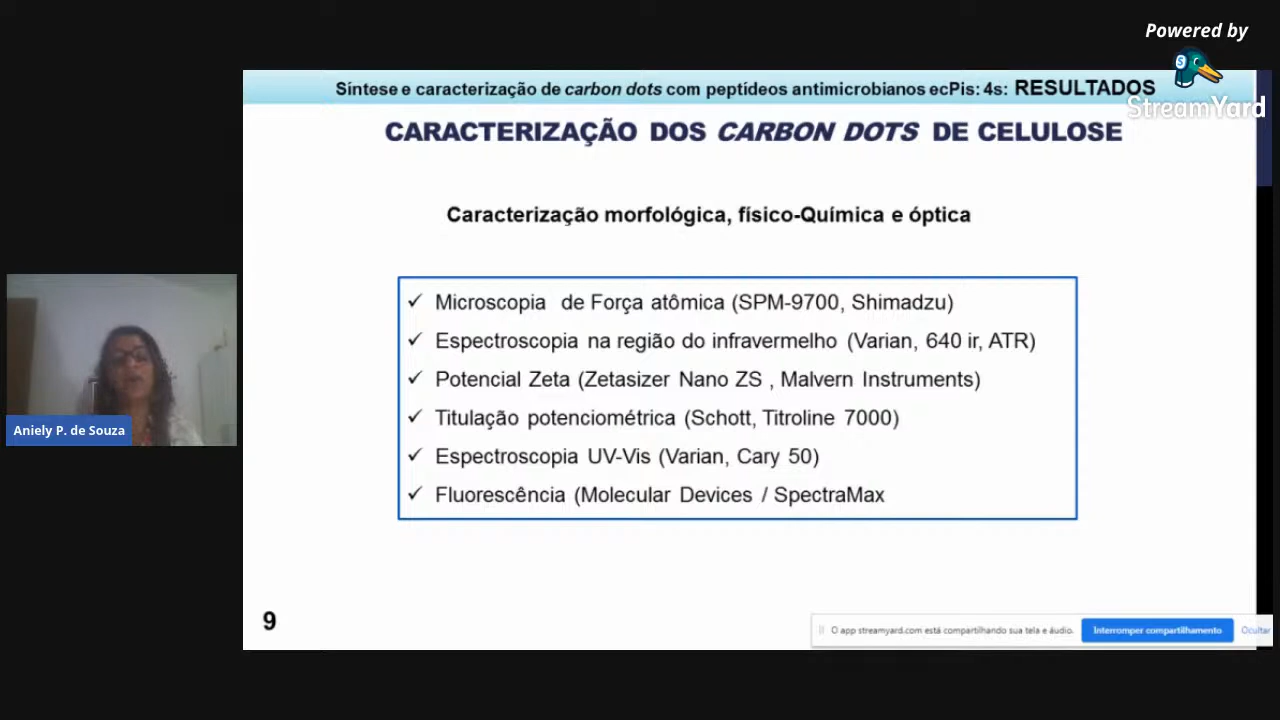 Powered by
StreamYard
Síntese e caracterização de carbon dots com peptídeos antimicrobianos ecPis: 4s: RESULTADOS
CARACTERIZAÇÃO DOS CARBON DOTS DE CELULOSE
Caracterização morfológica, físico-Química e óptica
✓ Microscopia de Força atômica (SPM-9700, Shimadzu)
✓ Espectroscopia na região do infravermelho (Varian, 640 ir, ATR)
✓ Potencial Zeta (Zetasizer Nano ZS , Malvern Instruments)
✓ Titulação potenciométrica (Schott, Titroline 7000)
✓ Espectroscopia UV-Vis (Varian, Cary 50)
✓ Fluorescência (Molecular Devices / SpectraMax
Aniely P. de Souza
9
O app streamyard.com está compartilhando sua tela e áudio. Interromper compartilhamento Ocultar